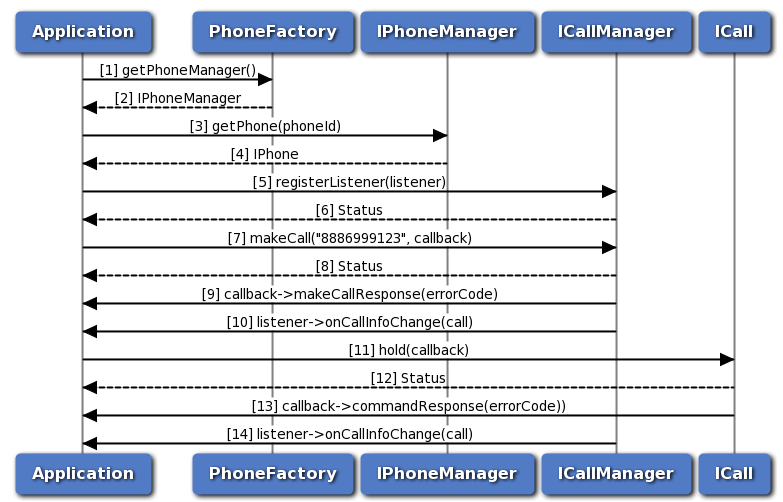 Application PhoneFactory IPhoneManager ICallManager ICall
[1] getPhoneManager()
[2] IPhoneManager
[3] getPhone(phoneId)
[4] IPhone
[5] registerListener(listener)
[6] Status
[7] makeCall("8886999123", callback)
[8] Status
[9] callback->makeCallResponse(errorCode)
[10] listener->onCallInfoChange(call)
[11] hold(callback)
[12] Status
[13] callback->commandResponse(errorCode))
[14] listener->onCallInfoChange(call)
Application PhoneFactory IPhoneManager ICallManager ICall